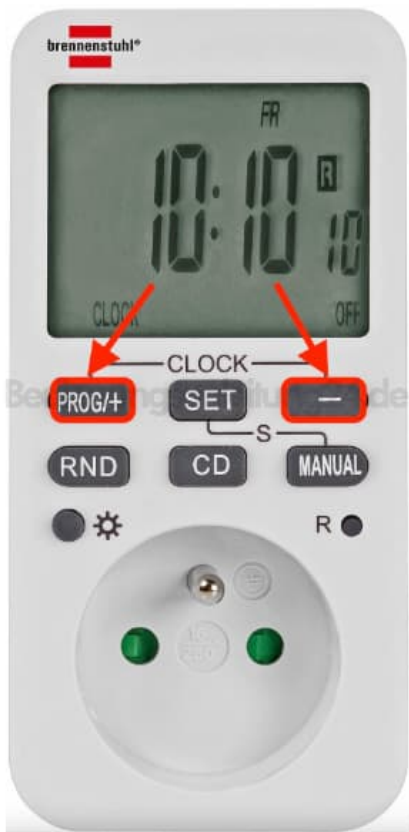 brennenstuhl®
FR
10:10 R 10
CLOCK OFF
CLOCK
PROG/+ SET –
S
RND CD MANUAL
R